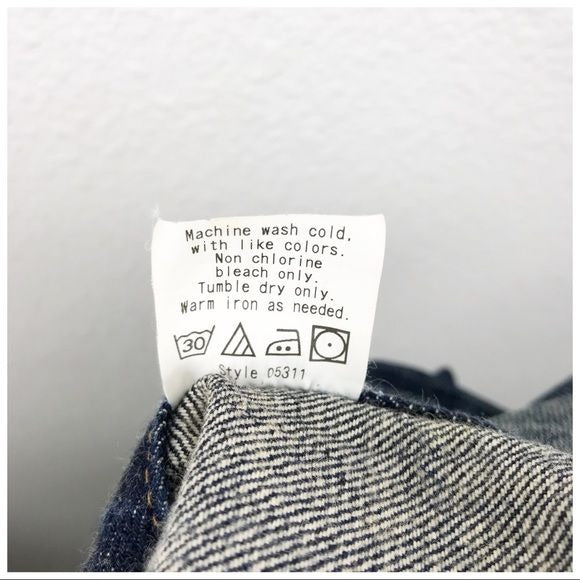 Machine wash cold,
with like colors.
Non chlorine
bleach only.
Tumble dry only.
Warm iron as needed.
30
Style 05311